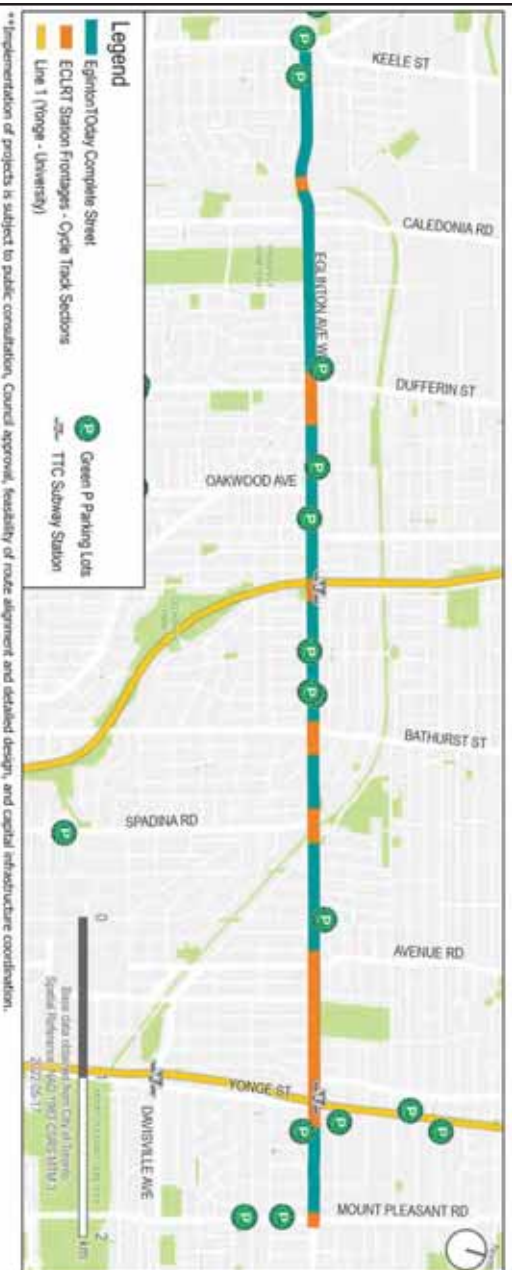 KEELE ST
CALEDONIA RD
EGLINTON AVE W
DUFFERIN ST
OAKWOOD AVE
BATHURST ST
SPADINA RD
AVENUE RD
YONGE ST
DAVISVILLE AVE
MOUNT PLEASANT RD
Legend
EglintonTOday Complete Street
ECLRT Station Frontages - Cycle Track Sections
Line 1 (Yonge - University)
P Green P Parking Lots
TTC Subway Station
0 1 2
km
Base data obtained from City of Toronto
**Implementation of projects is subject to public consultation, Council approval, feasibility of route alignment and detailed design, and capital infrastructure coordination.